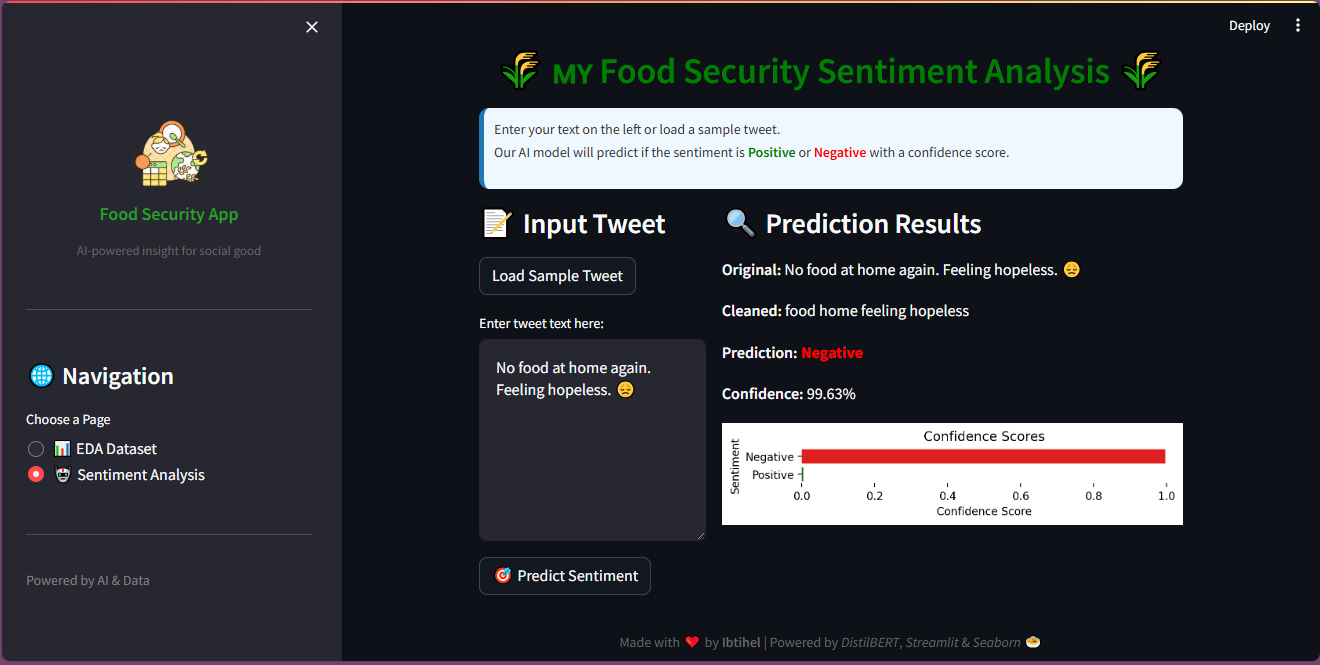 Deploy
Food Security App
AI-powered insight for social good
🌐 Navigation
Choose a Page
📊 EDA Dataset
🤖 Sentiment Analysis
Powered by AI & Data
🌾 ᴍʏ Food Security Sentiment Analysis 🌾
Enter your text on the left or load a sample tweet.
Our AI model will predict if the sentiment is Positive or Negative with a confidence score.
📝 Input Tweet
Load Sample Tweet
Enter tweet text here:
No food at home again.
Feeling hopeless. 😞
🎯 Predict Sentiment
🔍 Prediction Results
Original: No food at home again. Feeling hopeless. 😞
Cleaned: food home feeling hopeless
Prediction: Negative
Confidence: 99.63%
Confidence Scores
Sentiment
Negative
Positive
0.0 0.2 0.4 0.6 0.8 1.0
Confidence Score
Made with ❤️ by Ibtihel | Powered by DistilBERT, Streamlit & Seaborn 🍲